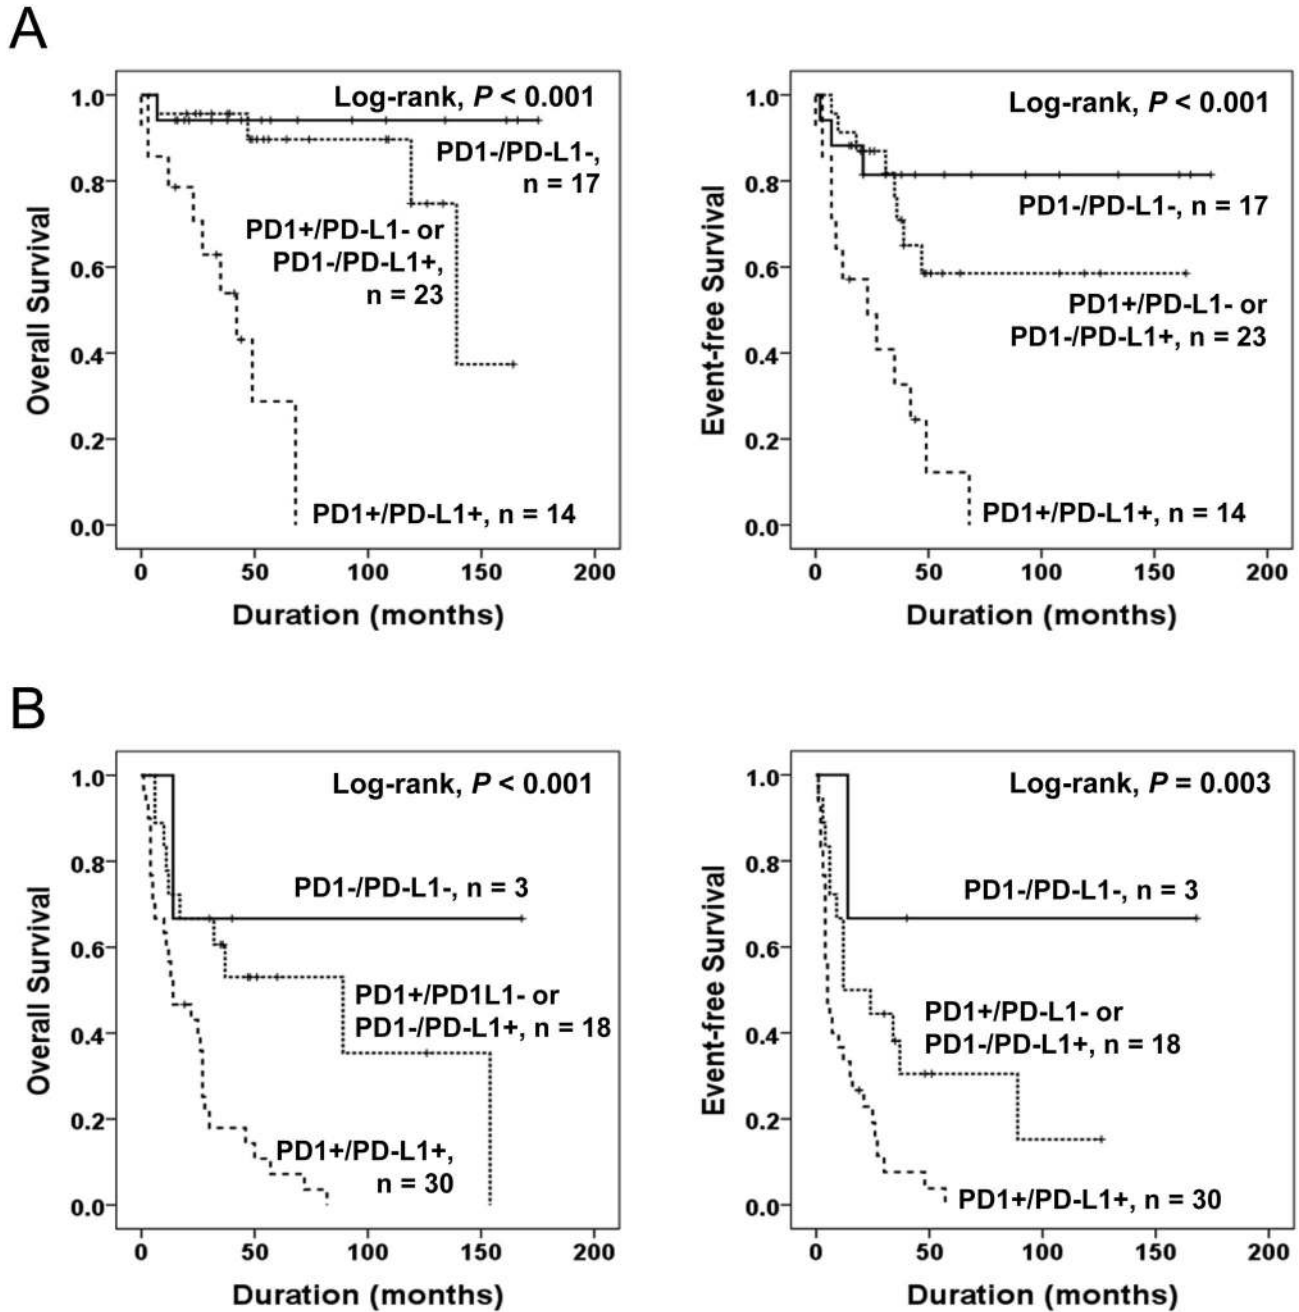 A
Log-rank, P < 0.001
PD1-/PD-L1-,
n = 17
PD1+/PD-L1- or
PD1-/PD-L1+,
n = 23
PD1+/PD-L1+, n = 14
Overall Survival
1.0
0.8
0.6
0.4
0.2
0.0
0 50 100 150 200
Duration (months)
Log-rank, P < 0.001
PD1-/PD-L1-, n = 17
PD1+/PD-L1- or
PD1-/PD-L1+, n = 23
PD1+/PD-L1+, n = 14
Event-free Survival
1.0
0.8
0.6
0.4
0.2
0.0
0 50 100 150 200
Duration (months)
B
Log-rank, P < 0.001
PD1-/PD-L1-, n = 3
PD1+/PD1L1- or
PD1-/PD-L1+, n = 18
PD1+/PD-L1+,
n = 30
Overall Survival
1.0
0.8
0.6
0.4
0.2
0.0
0 50 100 150 200
Duration (months)
Log-rank, P = 0.003
PD1-/PD-L1-, n = 3
PD1+/PD-L1- or
PD1-/PD-L1+, n = 18
PD1+/PD-L1+, n = 30
Event-free Survival
1.0
0.8
0.6
0.4
0.2
0.0
0 50 100 150 200
Duration (months)